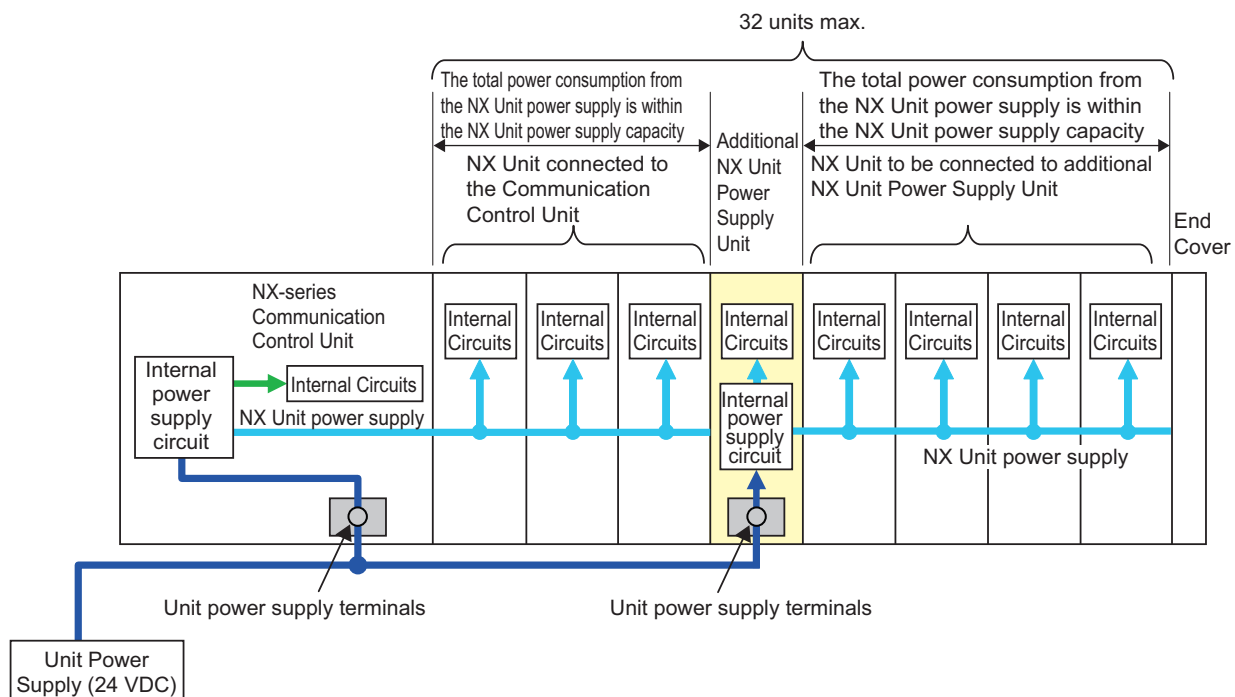 32 units max.
The total power consumption from
the NX Unit power supply is within
the NX Unit power supply capacity
NX Unit connected to
the Communication
Control Unit
Additional
NX Unit
Power
Supply
Unit
The total power consumption from
the NX Unit power supply is within
the NX Unit power supply capacity
NX Unit to be connected to additional
NX Unit Power Supply Unit
End
Cover
NX-series
Communication
Control Unit
Internal
power
supply
circuit
Internal Circuits
NX Unit power supply
Internal
Circuits
Internal
Circuits
Internal
Circuits
Internal
Circuits
Internal
power
supply
circuit
Internal
Circuits
Internal
Circuits
Internal
Circuits
Internal
Circuits
NX Unit power supply
Unit power supply terminals
Unit power supply terminals
Unit Power
Supply (24 VDC)